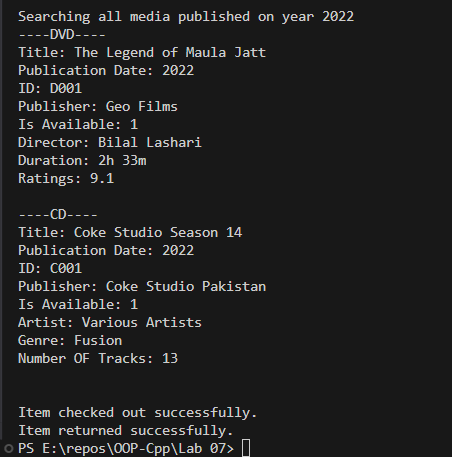 Searching all media published on year 2022
----DVD----
Title: The Legend of Maula Jatt
Publication Date: 2022
ID: D001
Publisher: Geo Films
Is Available: 1
Director: Bilal Lashari
Duration: 2h 33m
Ratings: 9.1
----CD----
Title: Coke Studio Season 14
Publication Date: 2022
ID: C001
Publisher: Coke Studio Pakistan
Is Available: 1
Artist: Various Artists
Genre: Fusion
Number OF Tracks: 13
Item checked out successfully.
Item returned successfully.
PS E:\repos\OOP-Cpp\Lab 07>